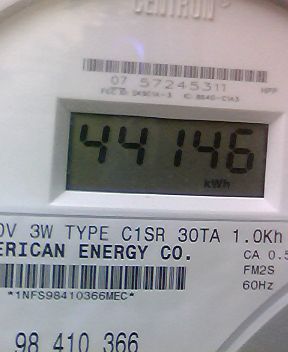 CENTRON
07 57245311
44146
kWh
0V 3W TYPE C1SR 30TA 1.0Kh
ERICAN ENERGY CO.
CA 0.5
FM2S
60Hz
*1NFS98410366MEC*
98 410 366